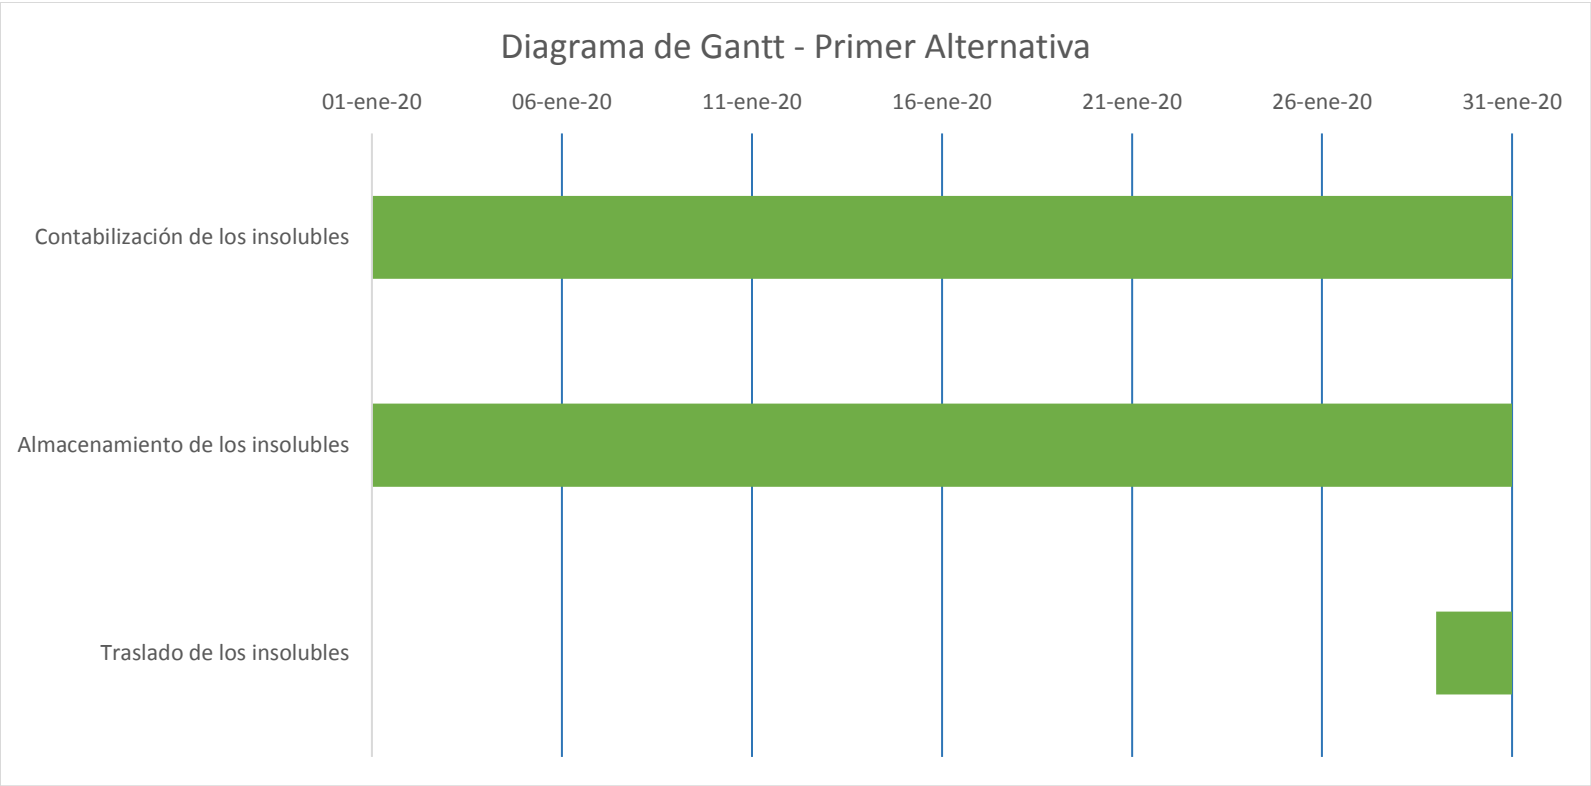 Diagrama de Gantt - Primer Alternativa
01-ene-20 06-ene-20 11-ene-20 16-ene-20 21-ene-20 26-ene-20 31-ene-20
Contabilización de los insolubles
Almacenamiento de los insolubles
Traslado de los insolubles